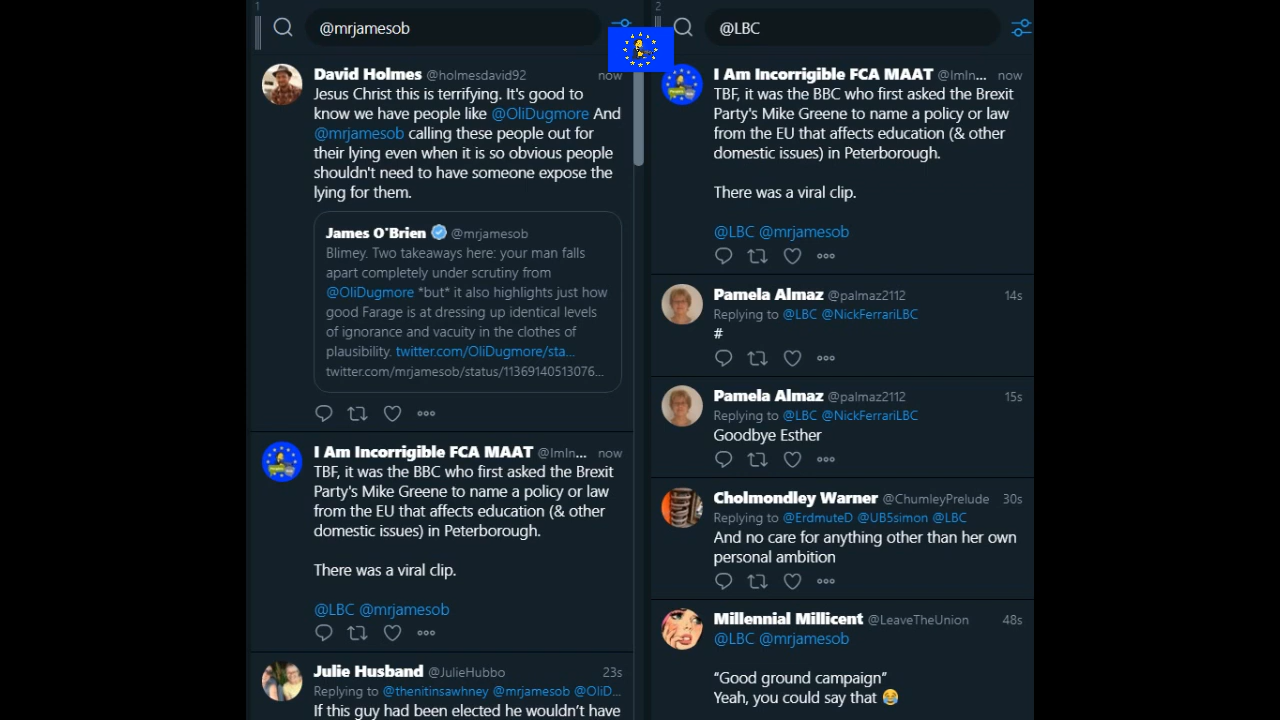 1
@mrjamesob
David Holmes @holmesdavid92 now
Jesus Christ this is terrifying. It's good to
know we have people like @OliDugmore And
@mrjamesob calling these people out for
their lying even when it is so obvious people
shouldn't need to have someone expose the
lying for them.
James O'Brien @mrjamesob
Blimey. Two takeaways here: your man falls
apart completely under scrutiny from
@OliDugmore *but* it also highlights just how
good Farage is at dressing up identical levels
of ignorance and vacuity in the clothes of
plausibility. twitter.com/OliDugmore/sta...
twitter.com/mrjamesob/status/11369140513076...
I Am Incorrigible FCA MAAT @ImIn... now
TBF, it was the BBC who first asked the Brexit
Party's Mike Greene to name a policy or law
from the EU that affects education (& other
domestic issues) in Peterborough.
There was a viral clip.
@LBC @mrjamesob
Julie Husband @JulieHubbo 23s
Replying to @thenitinsawhney @mrjamesob @OliD...
If this guy had been elected he wouldn't have
2
@LBC
I Am Incorrigible FCA MAAT @ImIn... now
TBF, it was the BBC who first asked the Brexit
Party's Mike Greene to name a policy or law
from the EU that affects education (& other
domestic issues) in Peterborough.
There was a viral clip.
@LBC @mrjamesob
Pamela Almaz @palmaz2112 14s
Replying to @LBC @NickFerrariLBC
#
Pamela Almaz @palmaz2112 15s
Replying to @LBC @NickFerrariLBC
Goodbye Esther
Cholmondley Warner @ChumleyPrelude 30s
Replying to @ErdmuteD @UB5simon @LBC
And no care for anything other than her own
personal ambition
Millennial Millicent @LeaveTheUnion 48s
@LBC @mrjamesob
"Good ground campaign"
Yeah, you could say that 😂